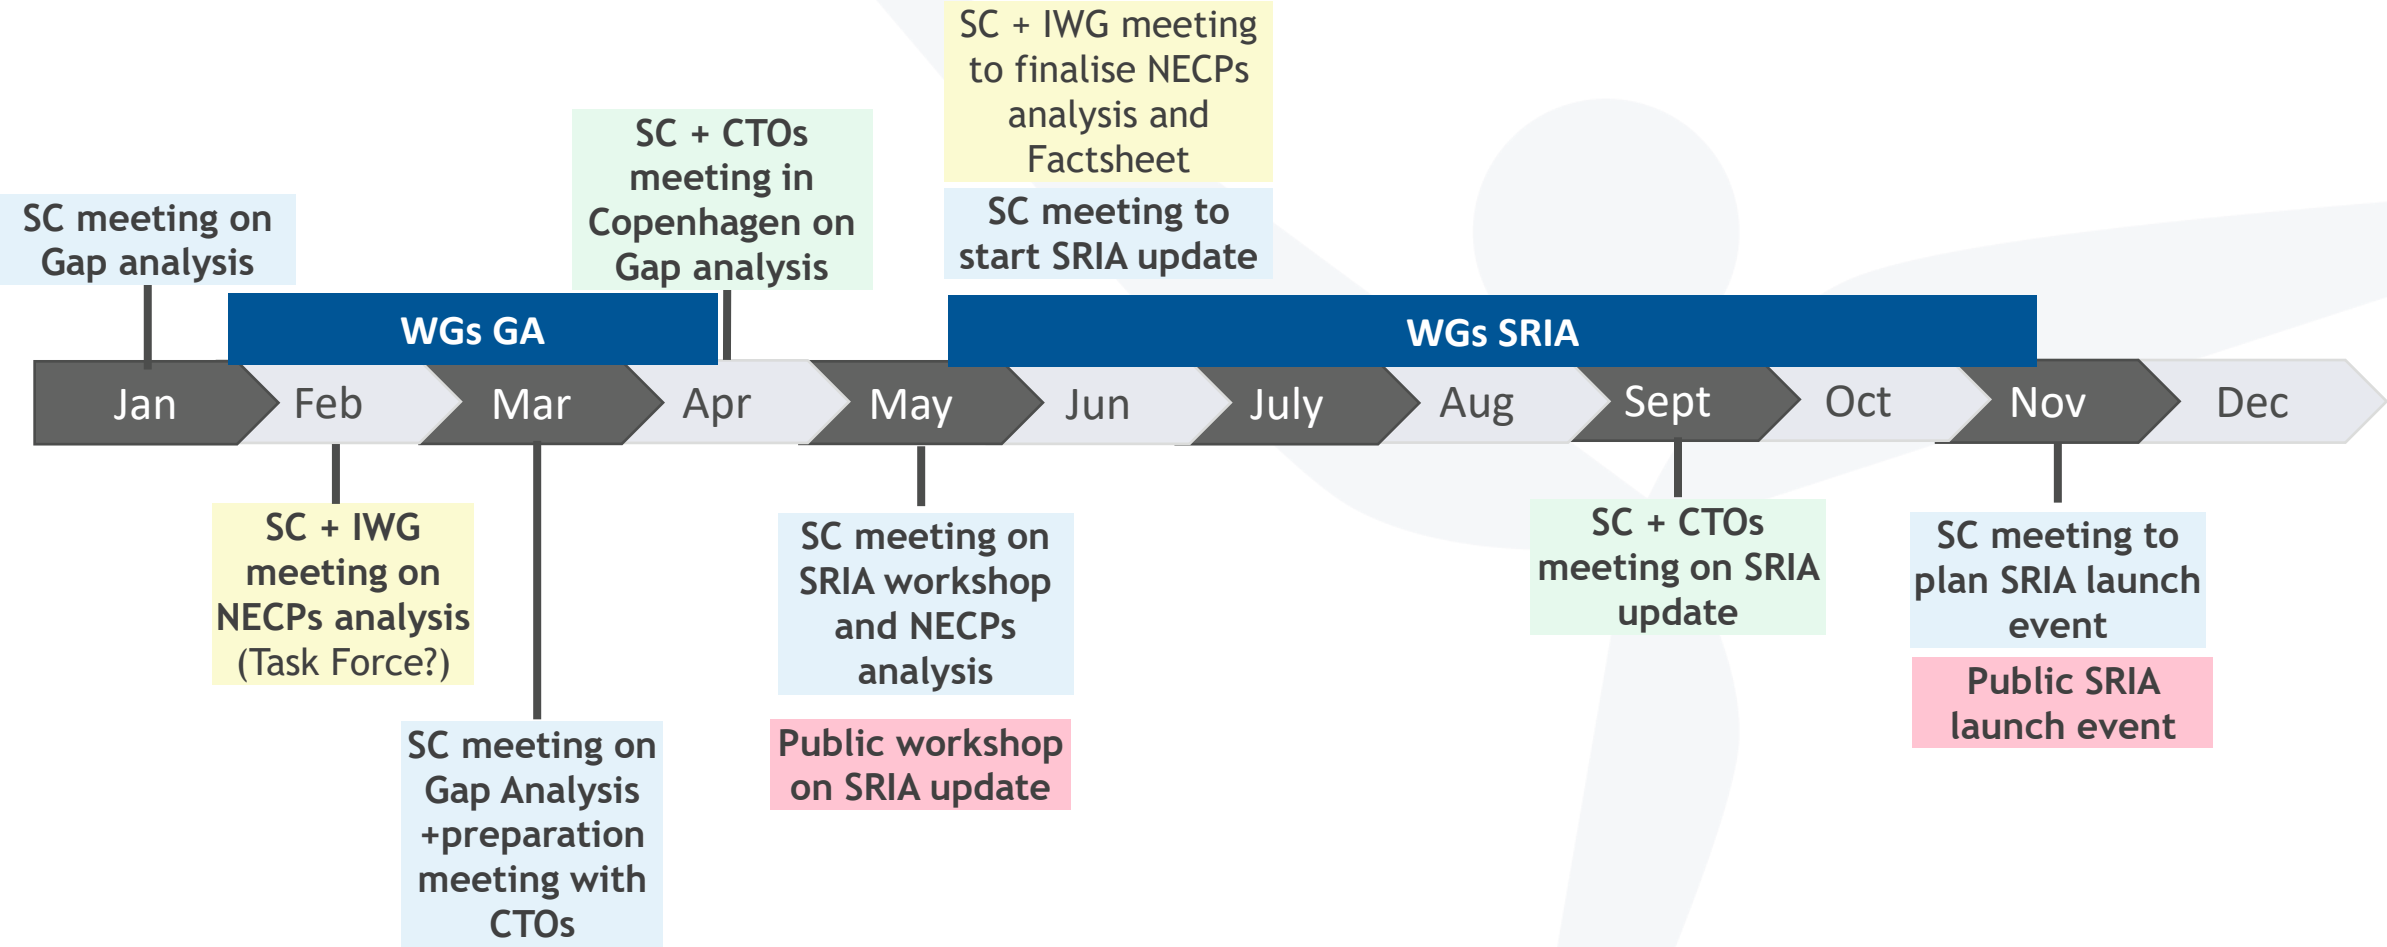 SC + IWG meeting
to finalise NECPs
analysis and
Factsheet
SC + CTOs
meeting in
Copenhagen on
Gap analysis
SC meeting on
Gap analysis
SC meeting to
start SRIA update
WGs GA
WGs SRIA
Jan
Feb
Mar
Apr
May
Jun
July
Aug
Sept
Oct
Nov
Dec
SC + IWG
meeting on
NECPs analysis
(Task Force?)
SC meeting on
Gap Analysis
+preparation
meeting with
CTOs
SC meeting on
SRIA workshop
and NECPs
analysis
Public workshop
on SRIA update
SC + CTOs
meeting on SRIA
update
SC meeting to
plan SRIA launch
event
Public SRIA
launch event